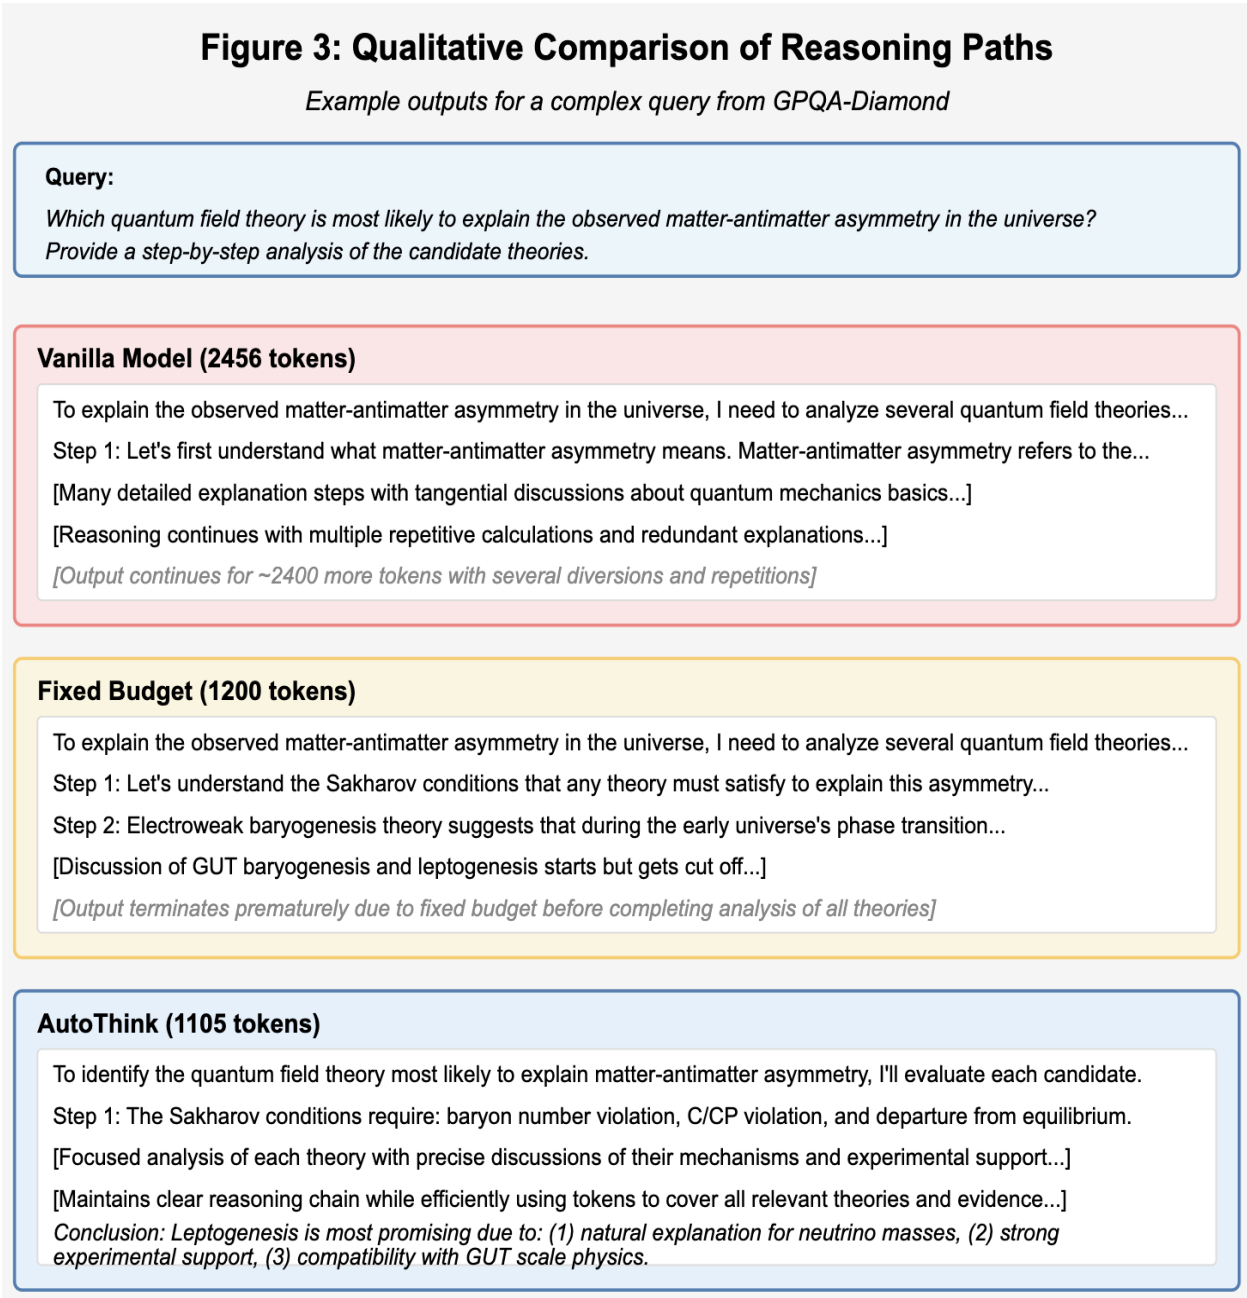 Figure 3: Qualitative Comparison of Reasoning Paths
Example outputs for a complex query from GPQA-Diamond
Query:
Which quantum field theory is most likely to explain the observed matter-antimatter asymmetry in the universe?
Provide a step-by-step analysis of the candidate theories.
Vanilla Model (2456 tokens)
To explain the observed matter-antimatter asymmetry in the universe, I need to analyze several quantum field theories...
Step 1: Let's first understand what matter-antimatter asymmetry means. Matter-antimatter asymmetry refers to the...
[Many detailed explanation steps with tangential discussions about quantum mechanics basics...]
[Reasoning continues with multiple repetitive calculations and redundant explanations...]
[Output continues for ~2400 more tokens with several diversions and repetitions]
Fixed Budget (1200 tokens)
To explain the observed matter-antimatter asymmetry in the universe, I need to analyze several quantum field theories...
Step 1: Let's understand the Sakharov conditions that any theory must satisfy to explain this asymmetry...
Step 2: Electroweak baryogenesis theory suggests that during the early universe's phase transition...
[Discussion of GUT baryogenesis and leptogenesis starts but gets cut off...]
[Output terminates prematurely due to fixed budget before completing analysis of all theories]
AutoThink (1105 tokens)
To identify the quantum field theory most likely to explain matter-antimatter asymmetry, I'll evaluate each candidate.
Step 1: The Sakharov conditions require: baryon number violation, C/CP violation, and departure from equilibrium.
[Focused analysis of each theory with precise discussions of their mechanisms and experimental support...]
[Maintains clear reasoning chain while efficiently using tokens to cover all relevant theories and evidence...]
Conclusion: Leptogenesis is most promising due to: (1) natural explanation for neutrino masses, (2) strong
experimental support, (3) compatibility with GUT scale physics.